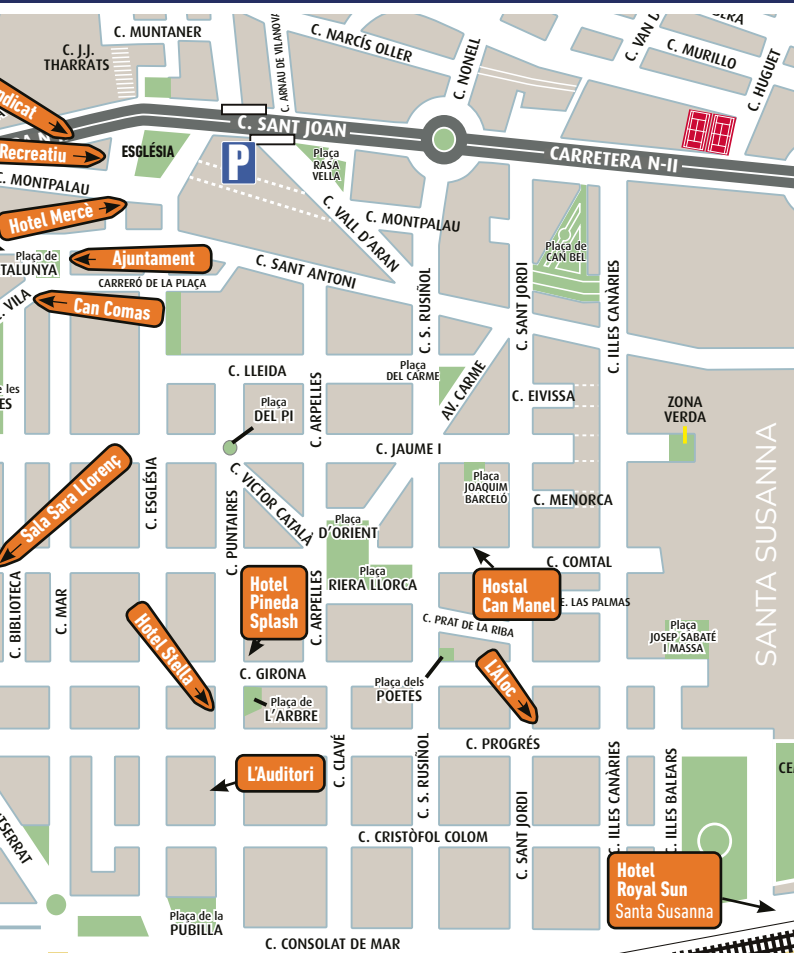 C. MUNTANER
C. J.J.
THARRATS
C. ARNAU DE VILANOVA
C. NARCÍS OLLER
C. NONELL
C. VAN D
C. MURILLO
C. HUGUET
ndicat
Recreatiu
C. SANT JOAN
CARRETERA N-II
ESGLÉSIA
P
Plaça
RASA
VELLA
C. MONTPALAU
Hotel Mercè
C. VALL D'ARAN
C. MONTPALAU
Plaça de
CAN BEL
Plaça de
TALUNYA
Ajuntament
CARRERÓ DE LA PLAÇA
C. SANT ANTONI
C. S. RUSIÑOL
C. SANT JORDI
C. ILLES CANÀRIES
VILA
Can Comas
C. LLEIDA
Plaça
DEL CARME
AV. CARME
C. EIVISSA
e les
ES
Plaça
DEL PI
C. ARPELLES
ZONA
VERDA
C. JAUME I
Sala Sara Llorenç
C. ESGLÉSIA
C. PUNTAIRES
C. VICTOR CATALÀ
Plaça
JOAQUIM
BARCELÓ
C. MENORCA
SANTA SUSANNA
Plaça
D'ORIENT
Plaça
RIERA LLORCA
C. COMTAL
Hostal
Can Manel
E. LAS PALMAS
Hotel
Pineda
Splash
C. ARPELLES
C. BIBLIOTECA
C. MAR
C. PRAT DE LA RIBA
Plaça
JOSEP SABATÉ
I MASSA
Hotel Stella
C. GIRONA
Plaça dels
POETES
L'Aloc
Plaça de
L'ARBRE
C. CLAVÉ
C. S. RUSIÑOL
C. PROGRÉS
L'Auditori
C. SANT JORDI
C. ILLES CANÀRIES
C. ILLES BALEARS
CE
C. CRISTÒFOL COLOM
TSERRAT
Hotel
Royal Sun
Santa Susanna
Plaça de la
PUBILLA
C. CONSOLAT DE MAR